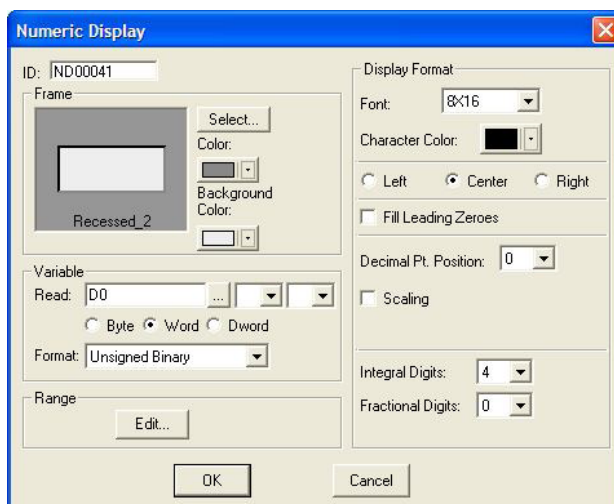 Numeric Display
ID: ND00041
Frame
Select...
Color:
Background
Color:
Recessed_2
Variable
Read: D0 ...
Byte Word Dword
Format: Unsigned Binary
Range
Edit...
Display Format
Font: 8X16
Character Color:
Left Center Right
Fill Leading Zeroes
Decimal Pt. Position: 0
Scaling
Integral Digits: 4
Fractional Digits: 0
OK Cancel